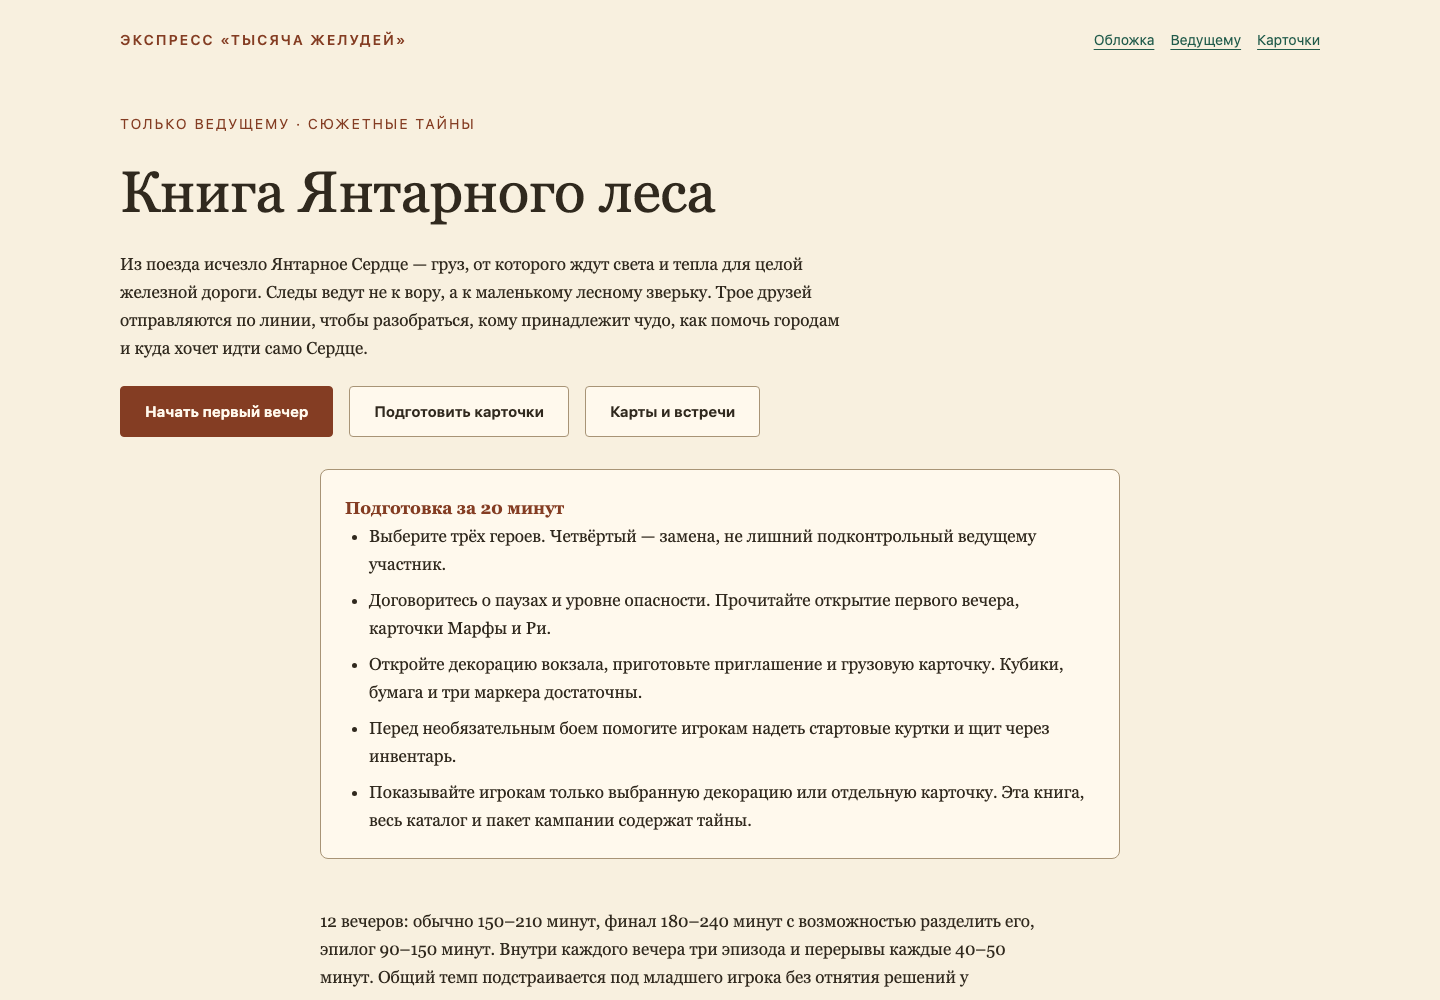 ЭКСПРЕСС «ТЫСЯЧА ЖЕЛУДЕЙ»
Обложка Ведущему Карточки
ТОЛЬКО ВЕДУЩЕМУ · СЮЖЕТНЫЕ ТАЙНЫ
Книга Янтарного леса
Из поезда исчезло Янтарное Сердце — груз, от которого ждут света и тепла для целой
железной дороги. Следы ведут не к вору, а к маленькому лесному зверьку. Трое друзей
отправляются по линии, чтобы разобраться, кому принадлежит чудо, как помочь городам
и куда хочет идти само Сердце.
Начать первый вечер Подготовить карточки Карты и встречи
Подготовка за 20 минут
• Выберите трёх героев. Четвёртый — замена, не лишний подконтрольный ведущему
участник.
• Договоритесь о паузах и уровне опасности. Прочитайте открытие первого вечера,
карточки Марфы и Ри.
• Откройте декорацию вокзала, приготовьте приглашение и грузовую карточку. Кубики,
бумага и три маркера достаточны.
• Перед необязательным боем помогите игрокам надеть стартовые куртки и щит через
инвентарь.
• Показывайте игрокам только выбранную декорацию или отдельную карточку. Эта книга,
весь каталог и пакет кампании содержат тайны.
12 вечеров: обычно 150–210 минут, финал 180–240 минут с возможностью разделить его,
эпилог 90–150 минут. Внутри каждого вечера три эпизода и перерывы каждые 40–50
минут. Общий темп подстраивается под младшего игрока без отнятия решений у